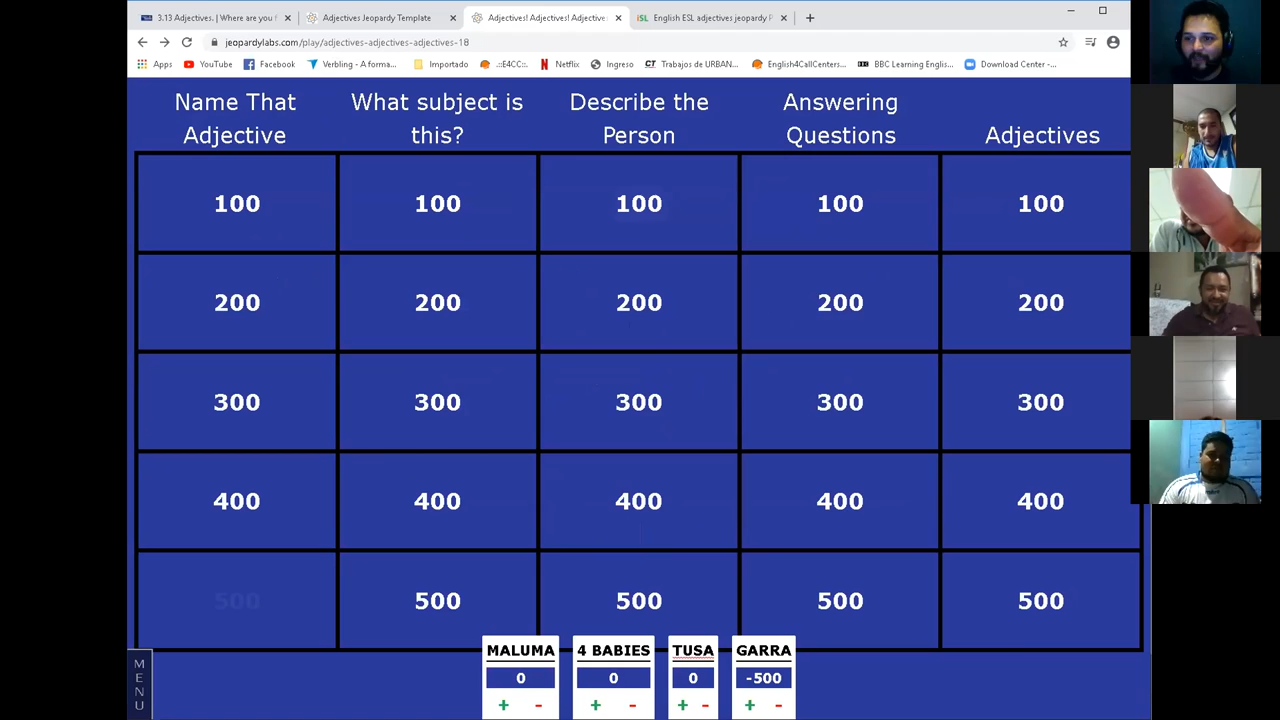 3.13 Adjectives. | Where are you f
Adjectives Jeopardy Template
Adjectives! Adjectives! Adjective
English ESL adjectives jeopardy P
jeopardylabs.com/play/adjectives-adjectives-adjectives-18
Apps YouTube Facebook Verbling - A forma... Importado .::E4CC::. Netflix Ingreso Trabajos de URBAN... English4CallCenters... BBC Learning Englis... Download Center -...
Name That
Adjective
What subject is
this?
Describe the
Person
Answering
Questions
Adjectives
100 100 100 100 100
200 200 200 200 200
300 300 300 300 300
400 400 400 400 400
500 500 500 500 500
MENU
MALUMA 4 BABIES TUSA GARRA
0 0 0 -500
+ - + - + - + -